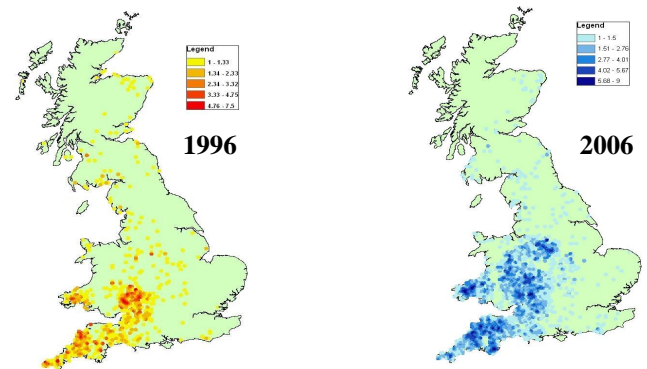 Legend
1 - 1.33
1.34 - 2.33
2.34 - 3.32
3.33 - 4.75
4.76 - 7.5
1996
Legend
1 - 1.5
1.51 - 2.76
2.77 - 4.01
4.02 - 5.67
5.68 - 9
2006